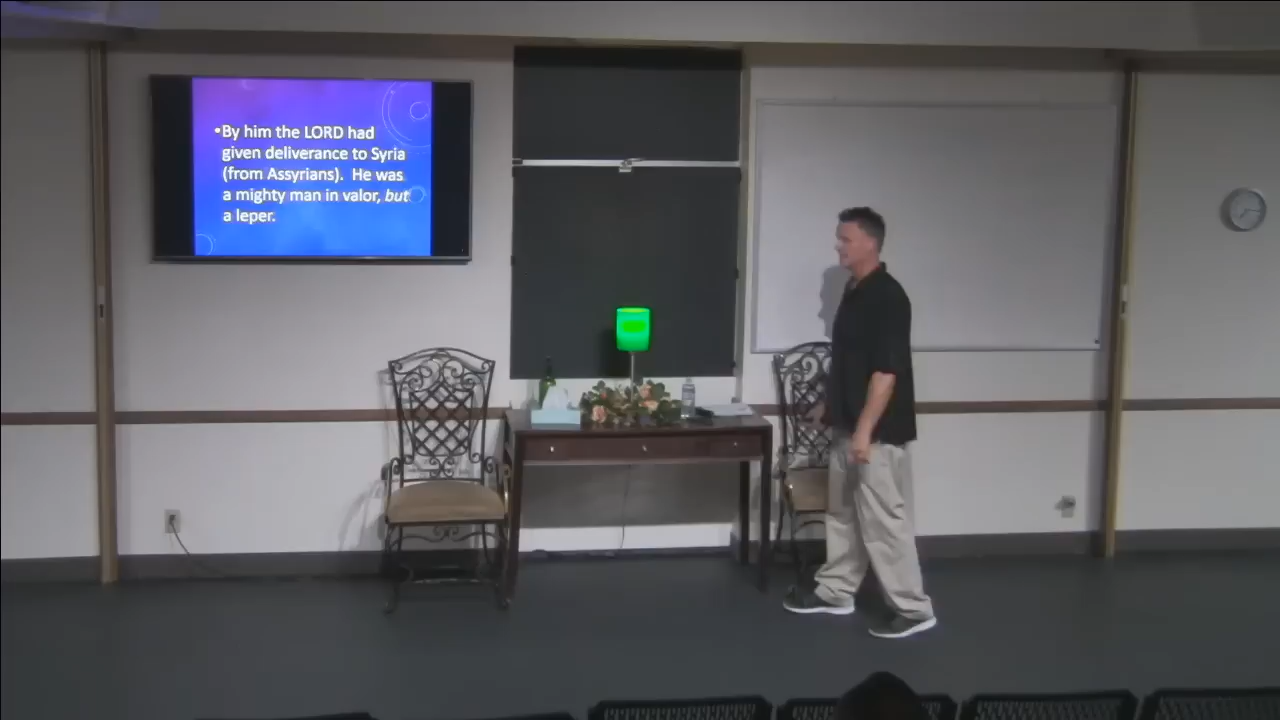 •By him the LORD had
given deliverance to Syria
(from Assyrians). He was
a mighty man in valor, but
a leper.